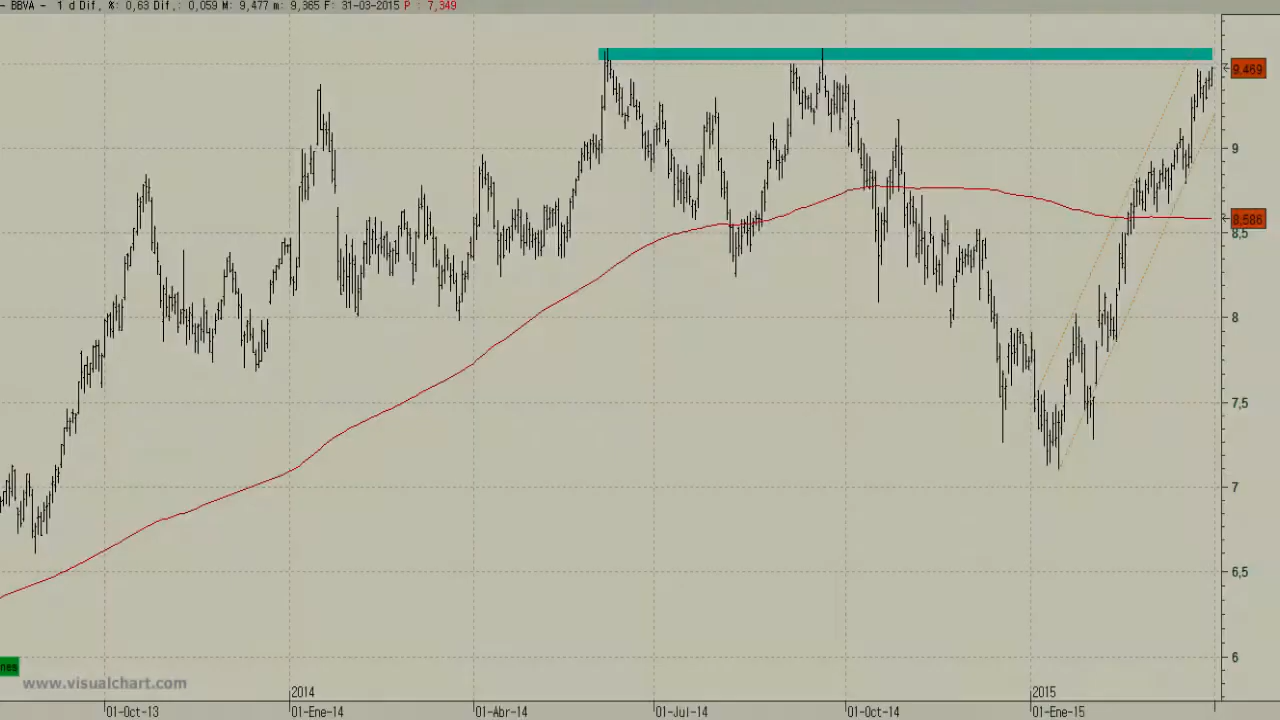 - BBVA - 1 d Dif, %: 0,63 Dif,: 0,059 M: 9,477 m: 9,365 F: 31-03-2015 P : 7,349
9,469
9
8,586
8,5
8
7,5
7
6,5
6
nes
www.visualchart.com
2014
2015
01-Oct-13
01-Ene-14
01-Abr-14
01-Jul-14
01-Oct-14
01-Ene-15